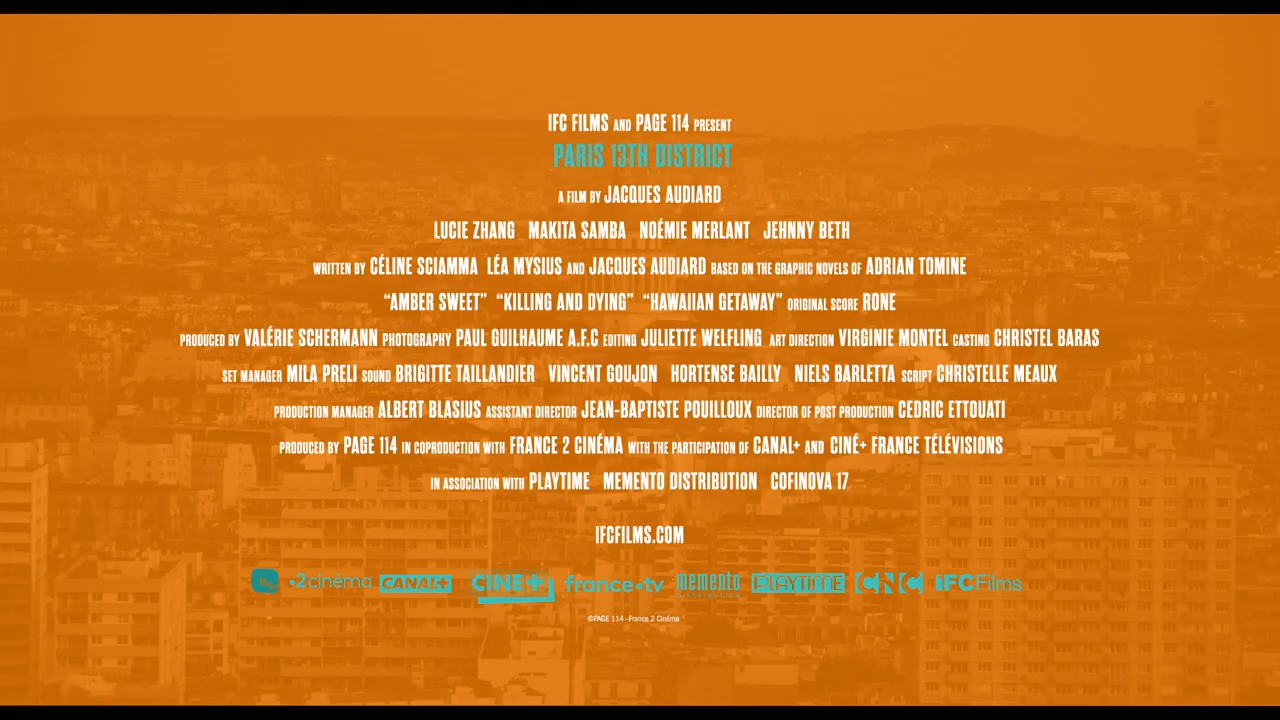 IFC FILMS AND PAGE 114 PRESENT
PARIS 13TH DISTRICT
A FILM BY JACQUES AUDIARD
LUCIE ZHANG MAKITA SAMBA NOÉMIE MERLANT JEHNNY BETH
WRITTEN BY CÉLINE SCIAMMA LÉA MYSIUS AND JACQUES AUDIARD BASED ON THE GRAPHIC NOVELS OF ADRIAN TOMINE
“AMBER SWEET” “KILLING AND DYING” “HAWAIIAN GETAWAY” ORIGINAL SCORE RONE
PRODUCED BY VALÉRIE SCHERMANN PHOTOGRAPHY PAUL GUILHAUME A.F.C EDITING JULIETTE WELFLING ART DIRECTION VIRGINIE MONTEL CASTING CHRISTEL BARAS
SET MANAGER MILA PRELI SOUND BRIGITTE TAILLANDIER VINCENT GOUJON HORTENSE BAILLY NIELS BARLETTA SCRIPT CHRISTELLE MEAUX
PRODUCTION MANAGER ALBERT BLASIUS ASSISTANT DIRECTOR JEAN-BAPTISTE POUILLOUX DIRECTOR OF POST PRODUCTION CEDRIC ETTOUATI
PRODUCED BY PAGE 114 IN COPRODUCTION WITH FRANCE 2 CINÉMA WITH THE PARTICIPATION OF CANAL+ AND CINÉ+ FRANCE TÉLÉVISIONS
IN ASSOCIATION WITH PLAYTIME MEMENTO DISTRIBUTION COFINOVA 17
IFCFILMS.COM
•2cinéma CANAL+ CINE+ france•tv memento DISTRIBUTION PLAYTIME CNC IFC Films
©PAGE 114 -France 2 Cinéma